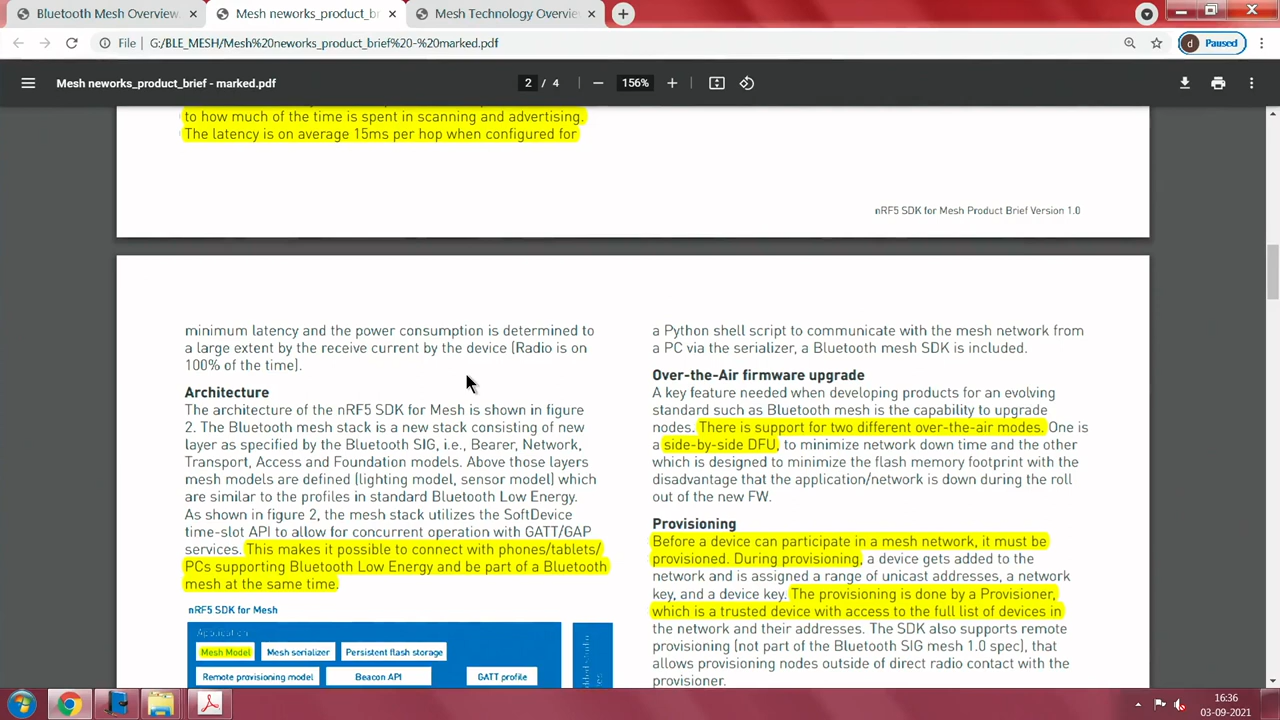 Bluetooth Mesh Overview
Mesh neworks_product_br
Mesh Technology Overvie
File
G:/BLE_MESH/Mesh%20neworks_product_brief%20-%20marked.pdf
d Paused
Mesh neworks_product_brief - marked.pdf
2 / 4
156%
to how much of the time is spent in scanning and advertising.
The latency is on average 15ms per hop when configured for
nRF5 SDK for Mesh Product Brief Version 1.0
minimum latency and the power consumption is determined to
a large extent by the receive current by the device (Radio is on
100% of the time).
Architecture
The architecture of the nRF5 SDK for Mesh is shown in figure
2. The Bluetooth mesh stack is a new stack consisting of new
layer as specified by the Bluetooth SIG, i.e., Bearer, Network,
Transport, Access and Foundation models. Above those layers
mesh models are defined (lighting model, sensor model) which
are similar to the profiles in standard Bluetooth Low Energy.
As shown in figure 2, the mesh stack utilizes the SoftDevice
time-slot API to allow for concurrent operation with GATT/GAP
services. This makes it possible to connect with phones/tablets/
PCs supporting Bluetooth Low Energy and be part of a Bluetooth
mesh at the same time.
nRF5 SDK for Mesh
Application
Mesh Model
Mesh serializer
Persistent flash storage
Remote provisioning model
Beacon API
GATT profile
a Python shell script to communicate with the mesh network from
a PC via the serializer, a Bluetooth mesh SDK is included.
Over-the-Air firmware upgrade
A key feature needed when developing products for an evolving
standard such as Bluetooth mesh is the capability to upgrade
nodes. There is support for two different over-the-air modes. One is
a side-by-side DFU, to minimize network down time and the other
which is designed to minimize the flash memory footprint with the
disadvantage that the application/network is down during the roll
out of the new FW.
Provisioning
Before a device can participate in a mesh network, it must be
provisioned. During provisioning, a device gets added to the
network and is assigned a range of unicast addresses, a network
key, and a device key. The provisioning is done by a Provisioner,
which is a trusted device with access to the full list of devices in
the network and their addresses. The SDK also supports remote
provisioning (not part of the Bluetooth SIG mesh 1.0 spec), that
allows provisioning nodes outside of direct radio contact with the
provisioner.
16:36
03-09-2021